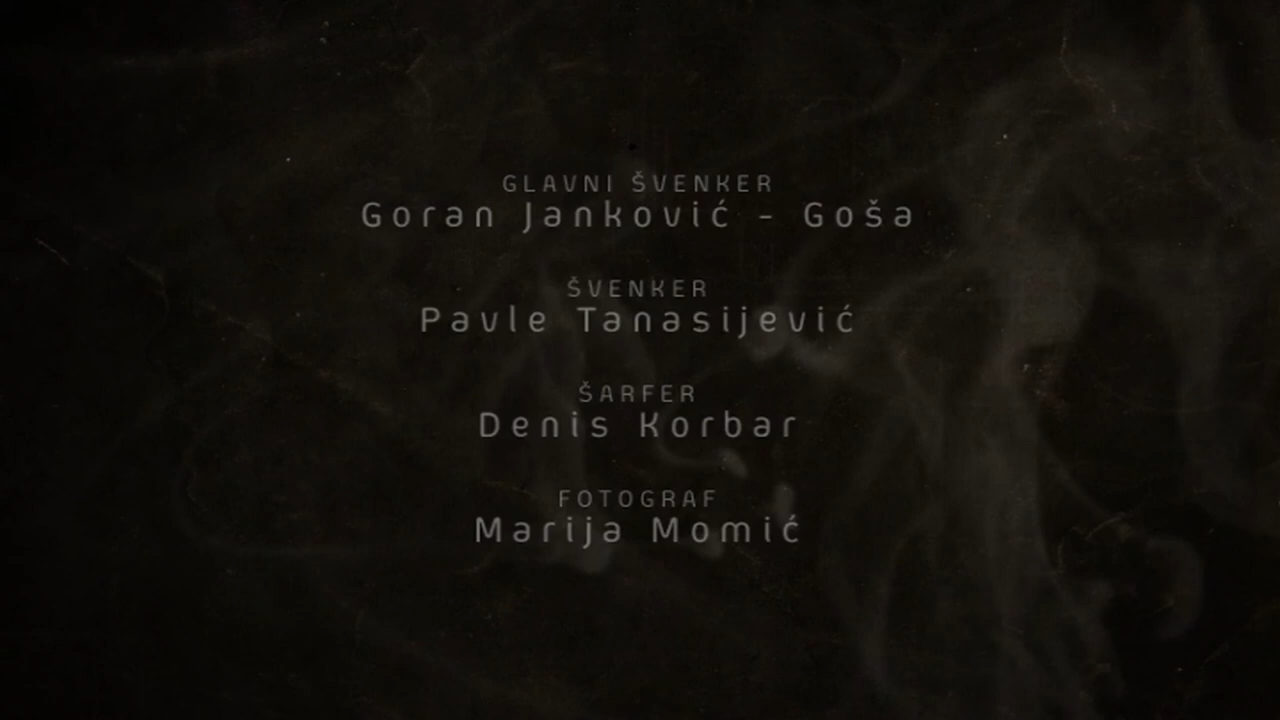 GLAVNI ŠVENKER
Goran Janković - Goša
ŠVENKER
Pavle Tanasijević
ŠARFER
Denis Korbar
FOTOGRAF
Marija Momić